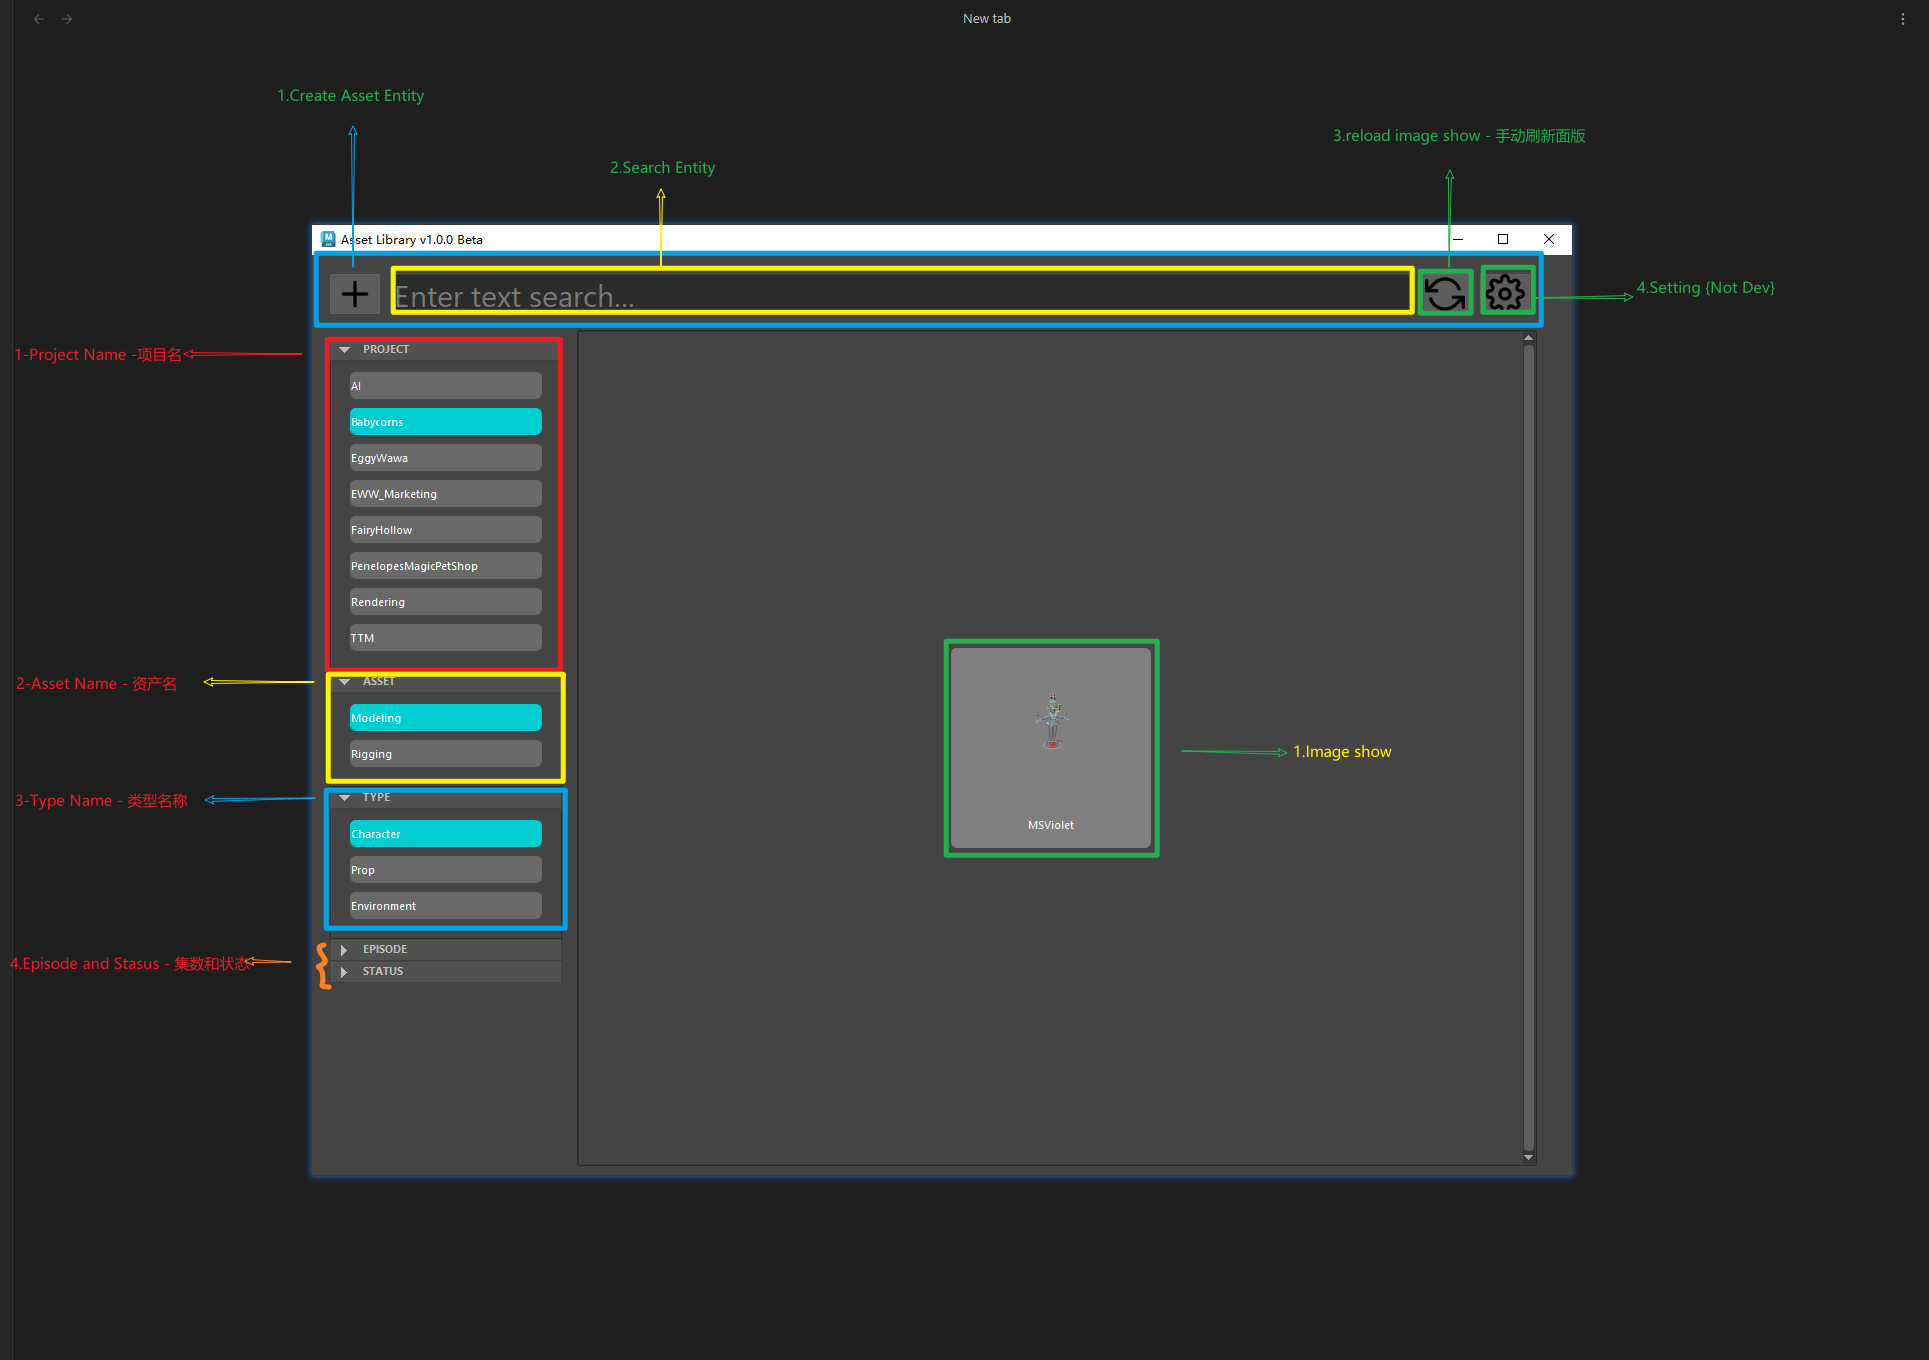 New tab
1.Create Asset Entity
3.reload image show - 手动刷新面版
2.Search Entity
Asset Library v1.0.0 Beta
Enter text search...
4.Setting {Not Dev}
1-Project Name -项目名
PROJECT
AI
Babycorns
EggyWawa
EWW_Marketing
FairyHollow
PenelopesMagicPetShop
Rendering
TTM
2-Asset Name - 资产名
ASSET
Modeling
Rigging
1.Image show
3-Type Name - 类型名称
TYPE
MSViolet
Character
Prop
Environment
EPISODE
4.Episode and Stasus - 集数和状态
STATUS